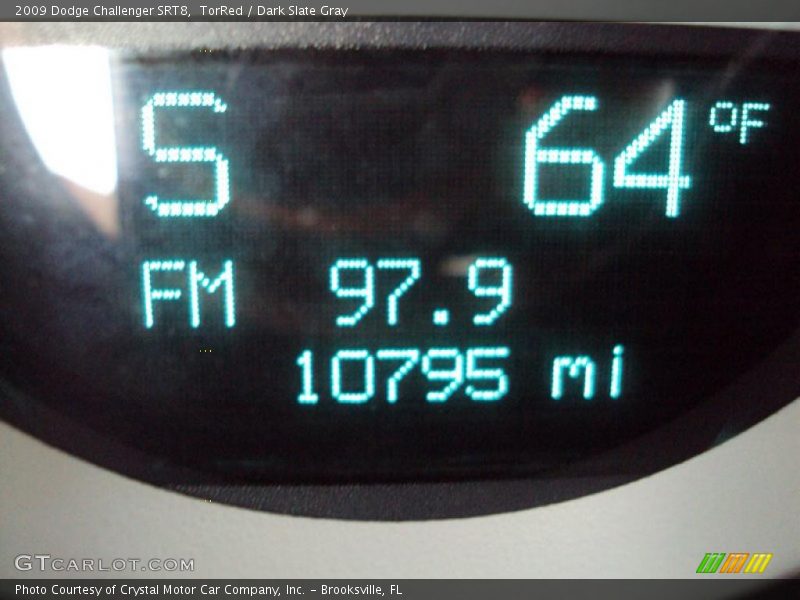 2009 Dodge Challenger SRT8,  TorRed / Dark Slate Gray
S 64 °F
FM 97.9
10795 mi
GTCARLOT.COM
Photo Courtesy of Crystal Motor Car Company, Inc. – Brooksville, FL